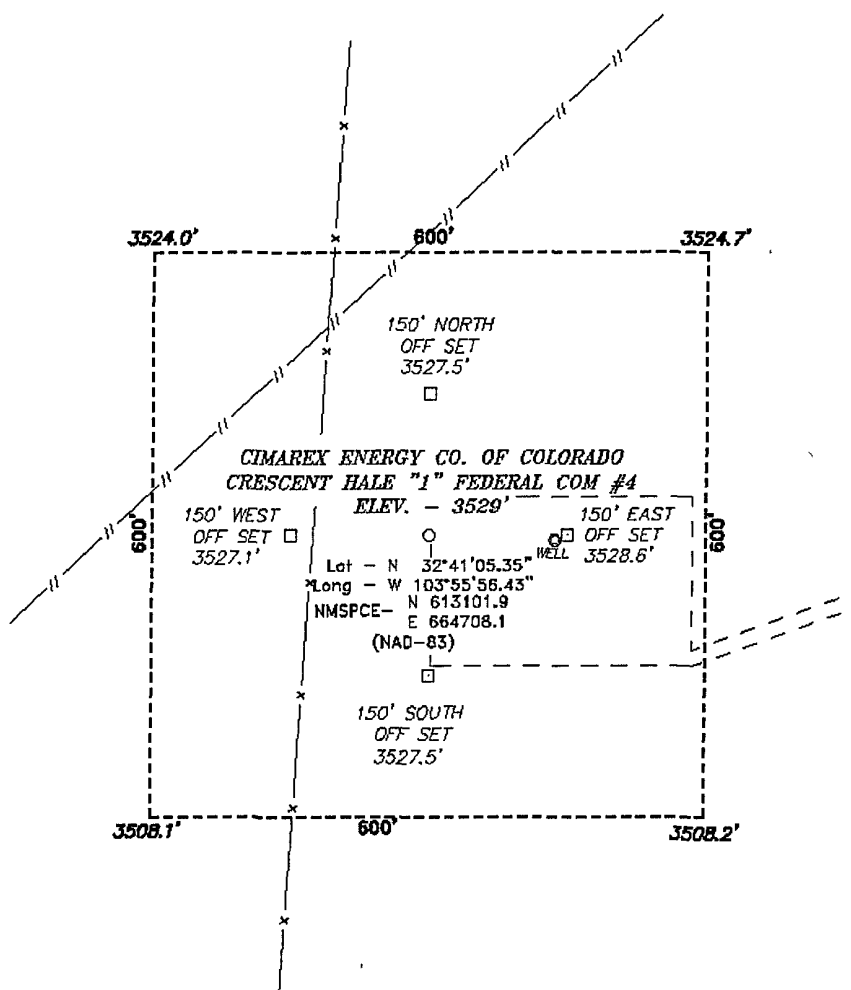 3524.0'
600'
3524.7'
150' NORTH
OFF SET
3527.5'
CIMAREX ENERGY CO. OF COLORADO
CRESCENT HALE "1" FEDERAL COM #4
ELEV. - 3529'
150' WEST
OFF SET
3527.1'
600'
150' EAST
OFF SET
3528.6'
WELL
600'
Lat - N 32°41'05.35"
Long - W 103°55'56.43"
NMSPCE- N 613101.9
E 664708.1
(NAD-83)
150' SOUTH
OFF SET
3527.5'
3508.1'
600'
3508.2'